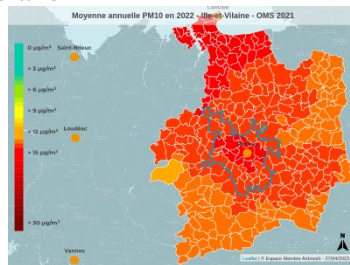 Cancale
Moyenne annuelle PM10 en 2022 - Ille-et-Vilaine - OMS 2021
0 µg/m³
Saint-Brieuc
> 3 µg/m³
> 6 µg/m³
> 9 µg/m³
> 12 µg/m³
Loudéac
> 15 µg/m³
> 30 µg/m³
Vannes
Leaflet | © Espace Membre Airbreizh - 27/04/2023